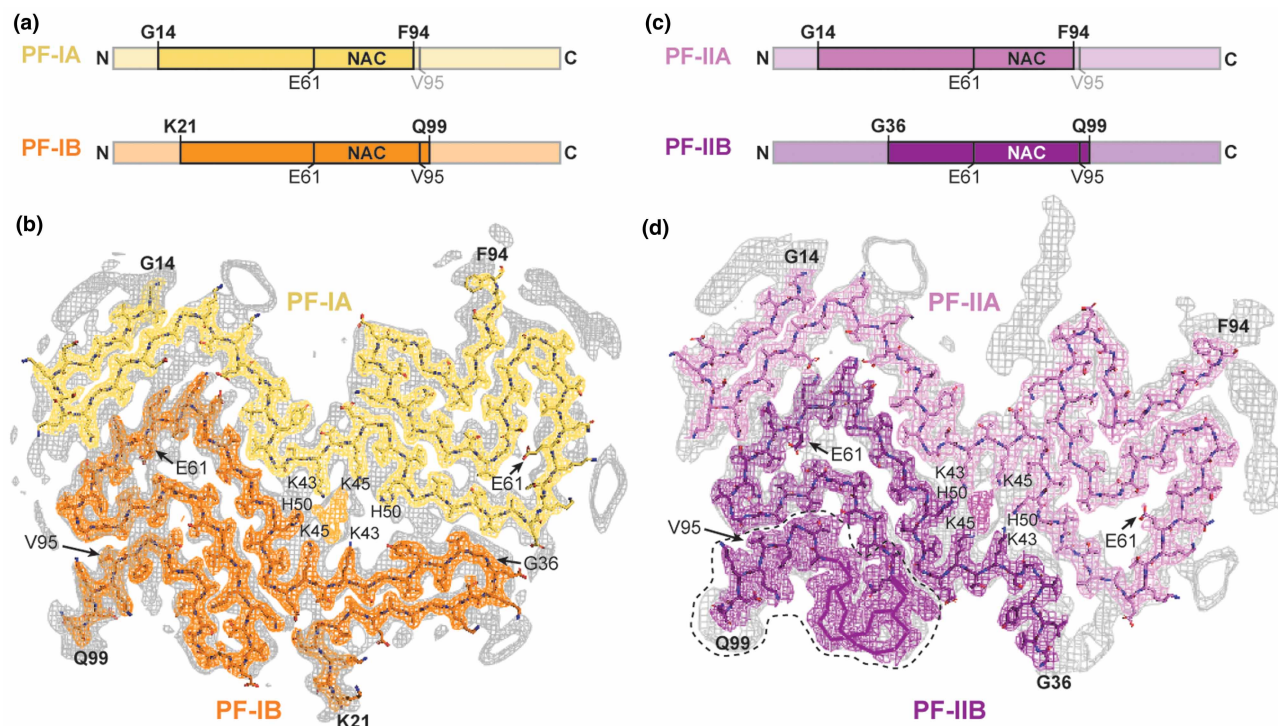 (a)
G14 F94
PF-IA N NAC C
E61 V95
K21 Q99
PF-IB N NAC C
E61 V95
(c)
G14 F94
PF-IIA N NAC C
E61 V95
G36 Q99
PF-IIB N NAC C
E61 V95
(b)
G14 F94
PF-IA
E61
K43 K45 E61
H50 H50
K45 K43
V95
G36
Q99
K21
PF-IB
(d)
G14
PF-IIA
F94
E61
K43
K45
H50
K45 H50
K43
E61
V95
Q99
G36
PF-IIB